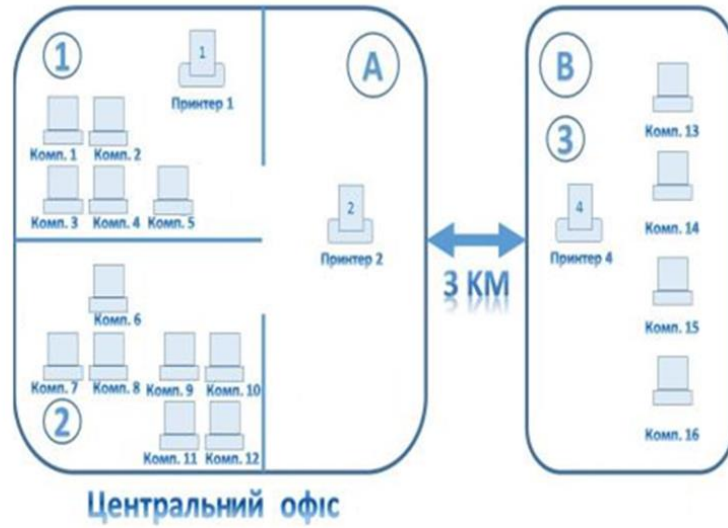 1
1
Принтер 1
A
B
Комп. 1 Комп. 2
Комп. 3 Комп. 4 Комп. 5
2
Принтер 2
3 КМ
3
4
Принтер 4
Комп. 13
Комп. 14
Комп. 15
Комп. 16
Комп. 6
Комп. 7 Комп. 8 Комп. 9 Комп. 10
2
Комп. 11 Комп. 12
Центральний офіс